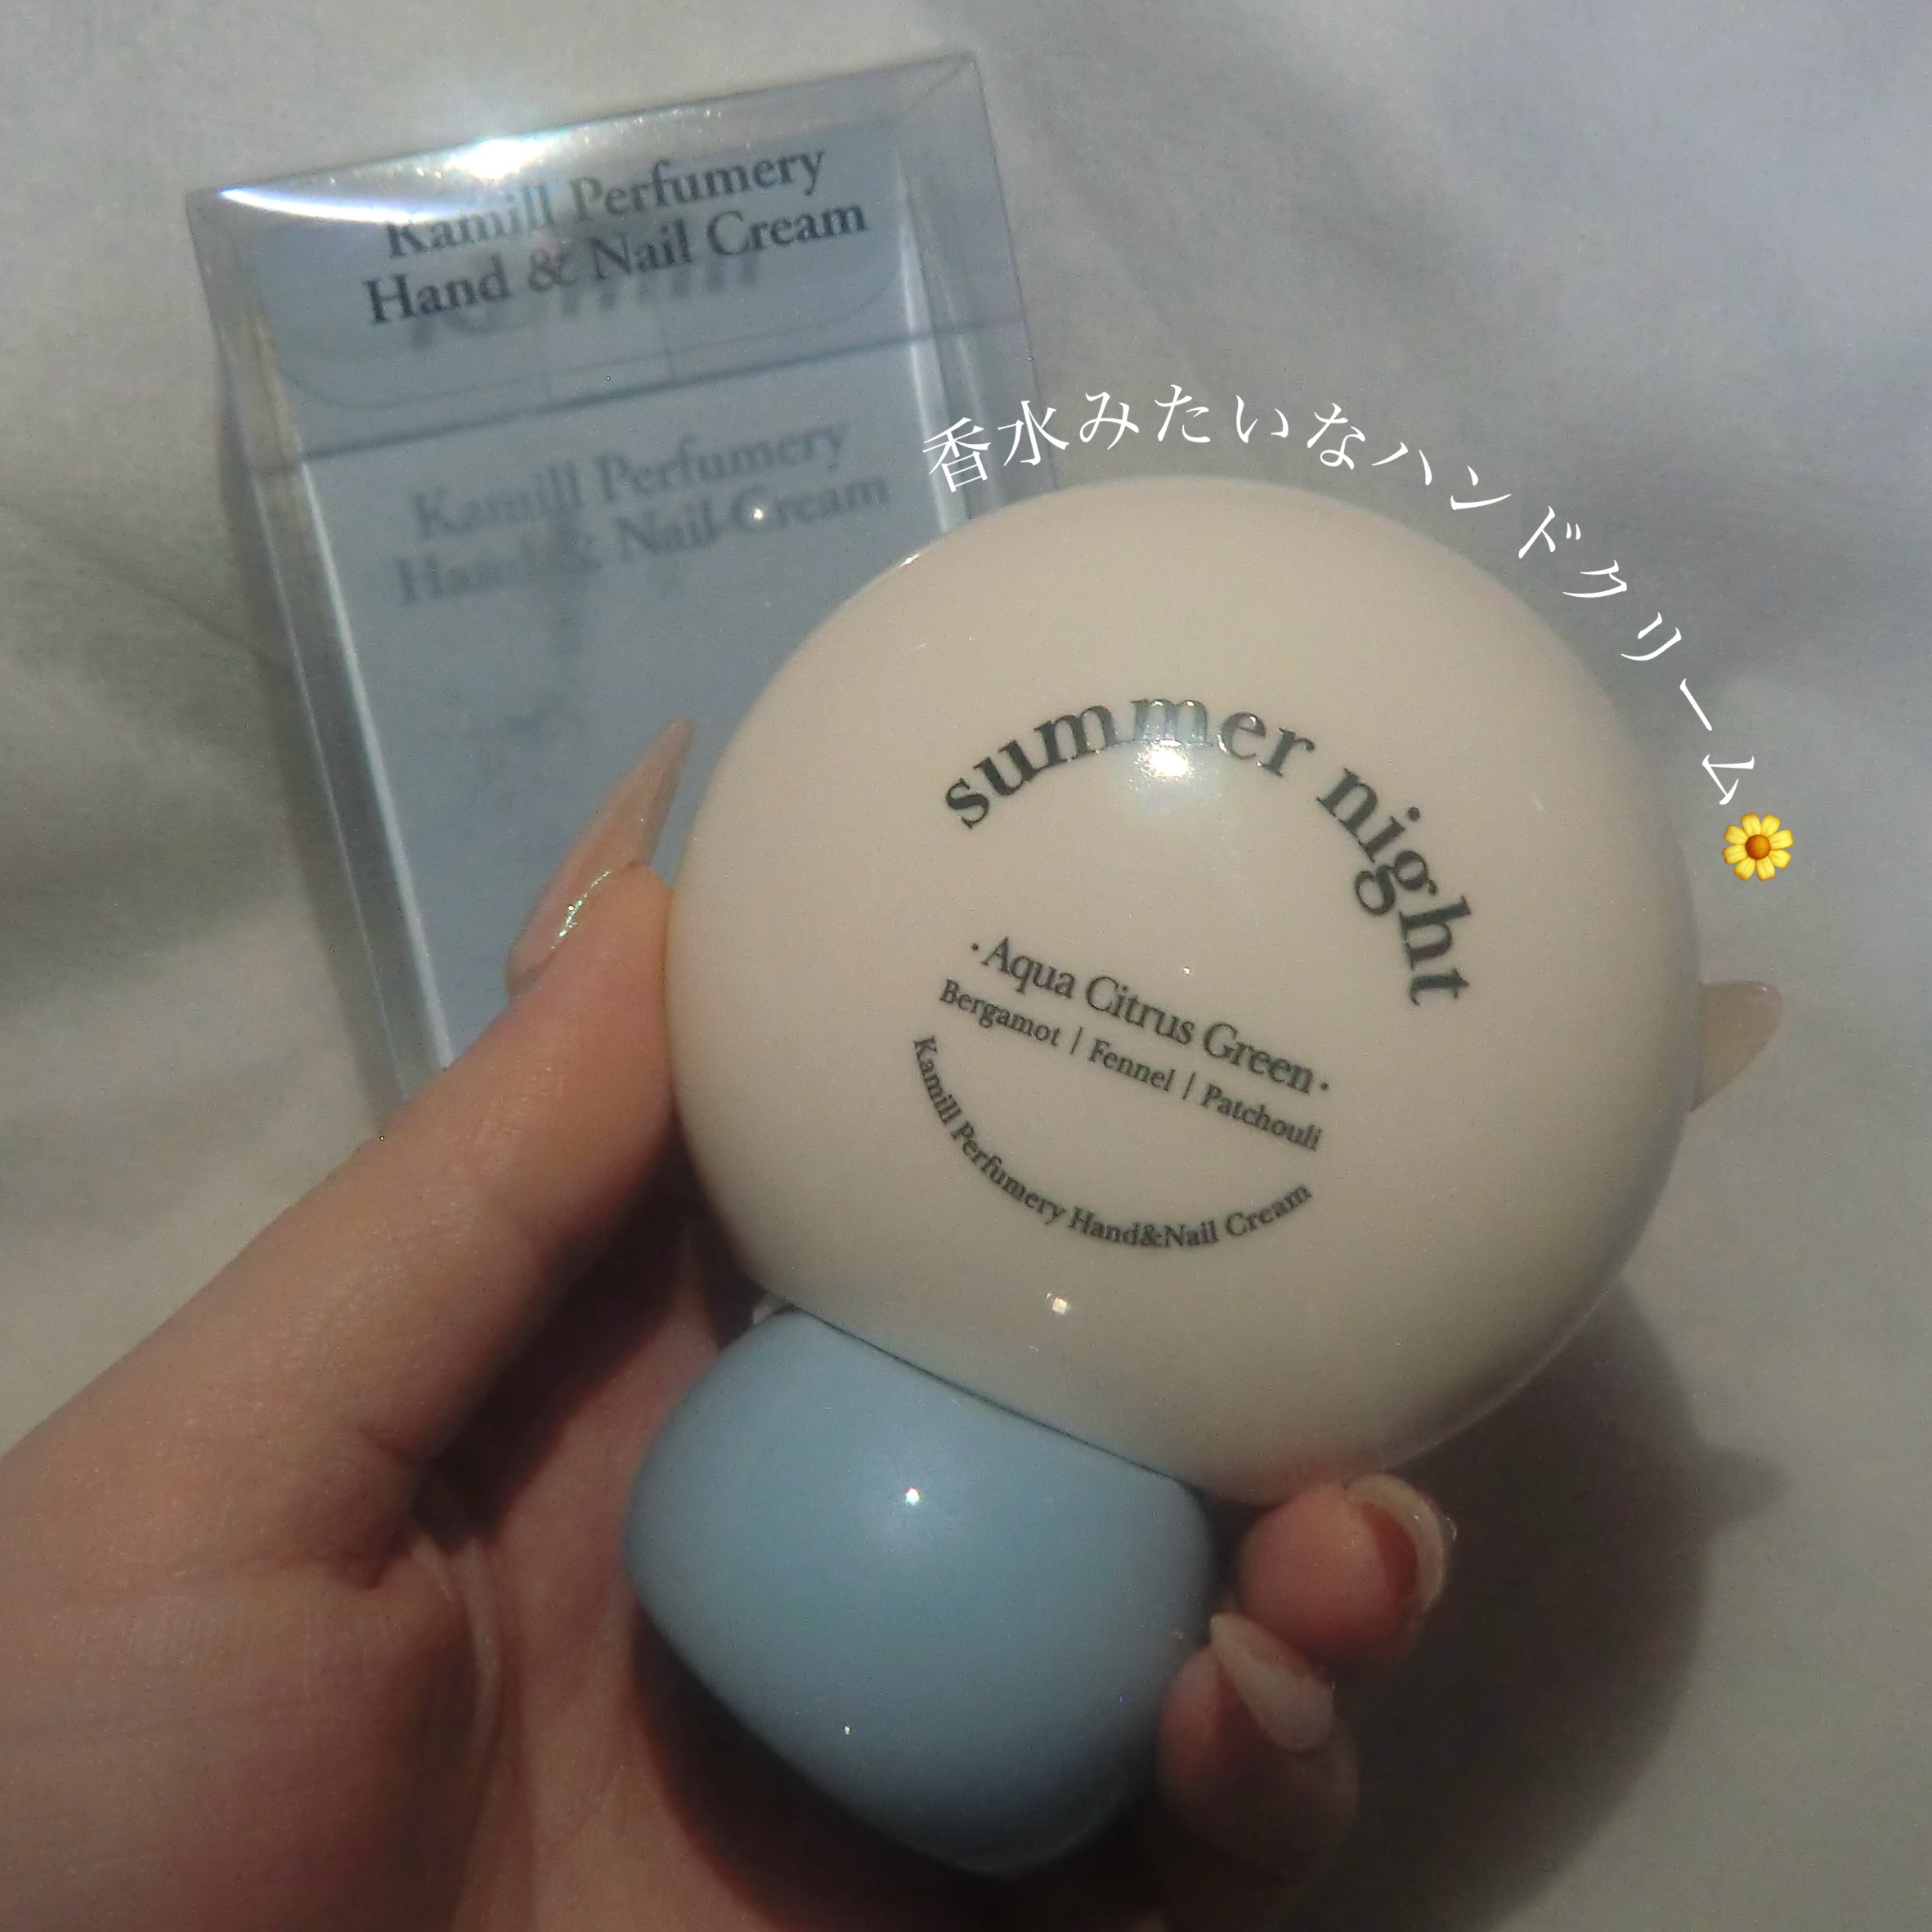 Kamill Perfumery
Hand & Nail Cream
Kamill Perfumery
Hand & Nail Cream
香水みたいなハンドクリーム🌼
summer night
·Aqua Citrus Green·
Bergamot | Fennel | Patchouli
Kamill Perfumery Hand&Nail Cream